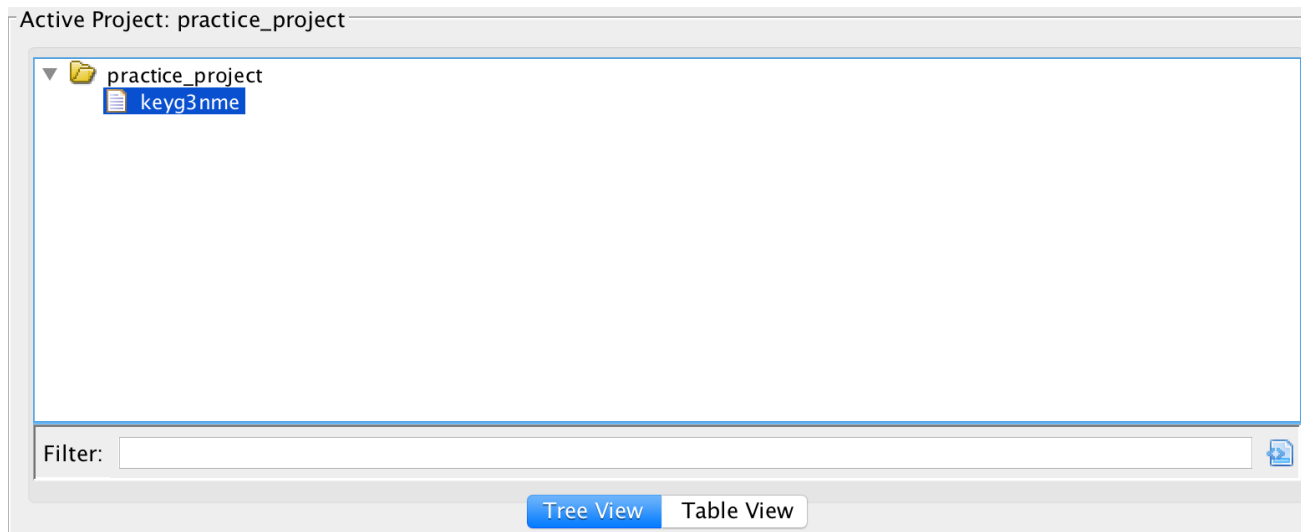 Active Project: practice_project
practice_project
keyg3nme
Filter:
Tree View Table View